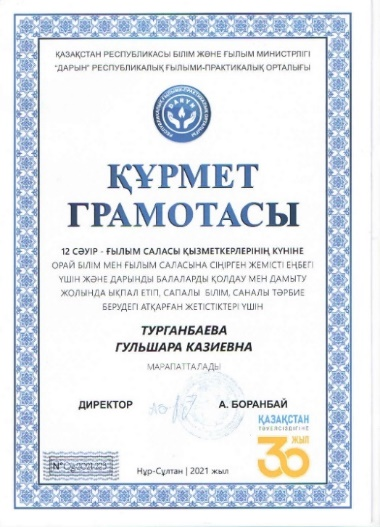 ҚАЗАҚСТАН РЕСПУБЛИКАСЫ БІЛІМ ЖӘНЕ ҒЫЛЫМ МИНИСТРЛІГІ
"ДАРЫН" РЕСПУБЛИКАЛЫҚ ҒЫЛЫМИ-ПРАКТИКАЛЫҚ ОРТАЛЫҒЫ
ДАРЫН
ҚҰРМЕТ
ГРАМОТАСЫ
12 СӘУІР - ҒЫЛЫМ САЛАСЫ ҚЫЗМЕТКЕРЛЕРІНІҢ КҮНІНЕ
ОРАЙ БІЛІМ МЕН ҒЫЛЫМ САЛАСЫНА СІҢІРГЕН ЖЕМІСТІ ЕҢБЕГІ
ҮШІН ЖӘНЕ ДАРЫНДЫ БАЛАЛАРДЫ ҚОЛДАУ МЕН ДАМЫТУ
ЖОЛЫНДА ЫҚПАЛ ЕТІП, САПАЛЫ БІЛІМ, САНАЛЫ ТӘРБИЕ
БЕРУДЕГІ АТҚАРҒАН ЖЕТІСТІКТЕРІ ҮШІН
ТУРГАНБАЕВА
ГУЛЬШАРА КАЗИЕВНА
МАРАПАТТАЛАДЫ
ДИРЕКТОР А. БОРАНБАЙ
ҚАЗАҚСТАН
ТӘУЕЛСІЗДІГІНЕ
30 ЖЫЛ
N°
Нұр-Сұлтан | 2021 жыл